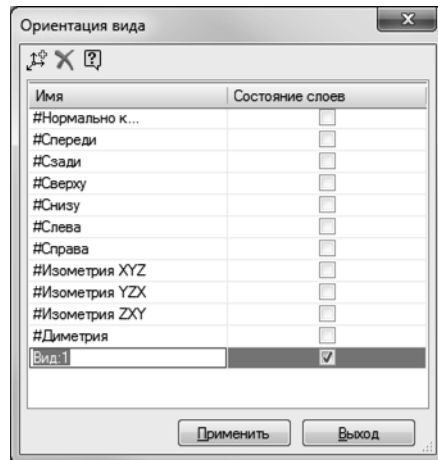 Ориентация вида
Имя Состояние слоев
#Нормально к...
#Спереди
#Сзади
#Сверху
#Снизу
#Слева
#Справа
#Изометрия XYZ
#Изометрия YZX
#Изометрия ZXY
#Диметрия
Вид:1
Применить Выход